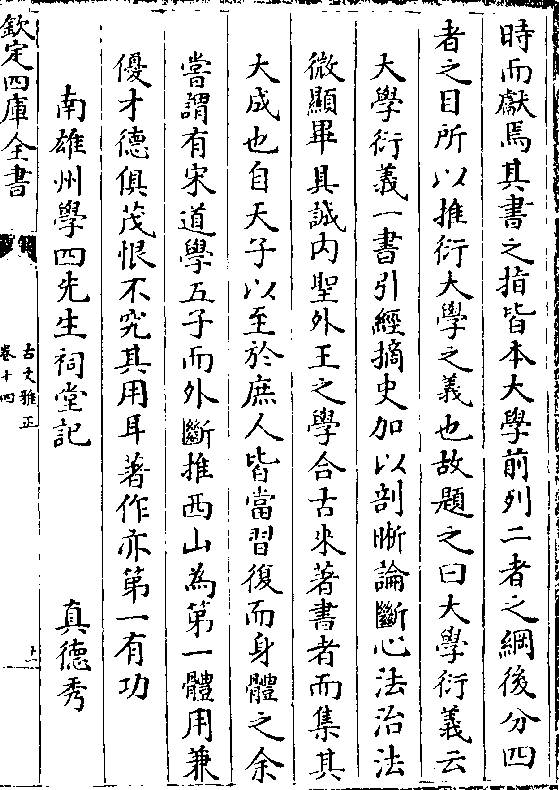 時而獻焉其書之指皆本大學前列二者之綱後分四
者之目所以推衍大學之義也故題之曰大學衍義云
大學衍義一書引經摘史加以剖晰論斷心法治法
微顯畢具誠内聖外王之學合古来著書者而集其
大成也自天子以至於庶人皆當習復而身體之余
嘗謂有宋道學五子而外斷推西山為第一體用兼
優才德俱茂恨不究其用耳著作亦第一有功
南雄州學四先生祠堂記 真德秀
欽定四庫全書
古文雅正
卷十四